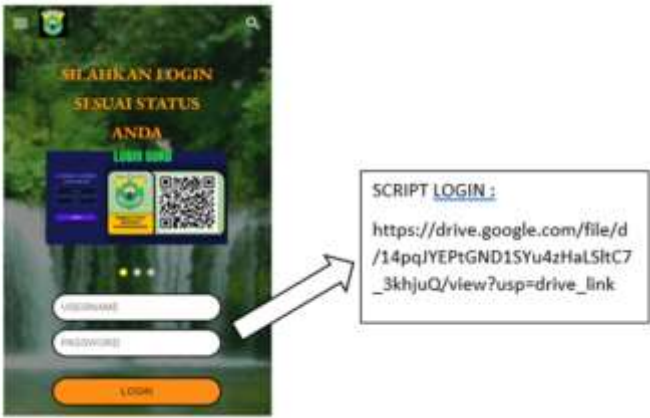 SILAHKAN LOGIN
SESUAI STATUS
ANDA
LOGIN GURU
USERNAME
PASSWORD
LOGIN
SCRIPT LOGIN :
https://drive.google.com/file/d
/14pqJYEPtGND1SYu4zHaLSltC7
_3khjuQ/view?usp=drive_link